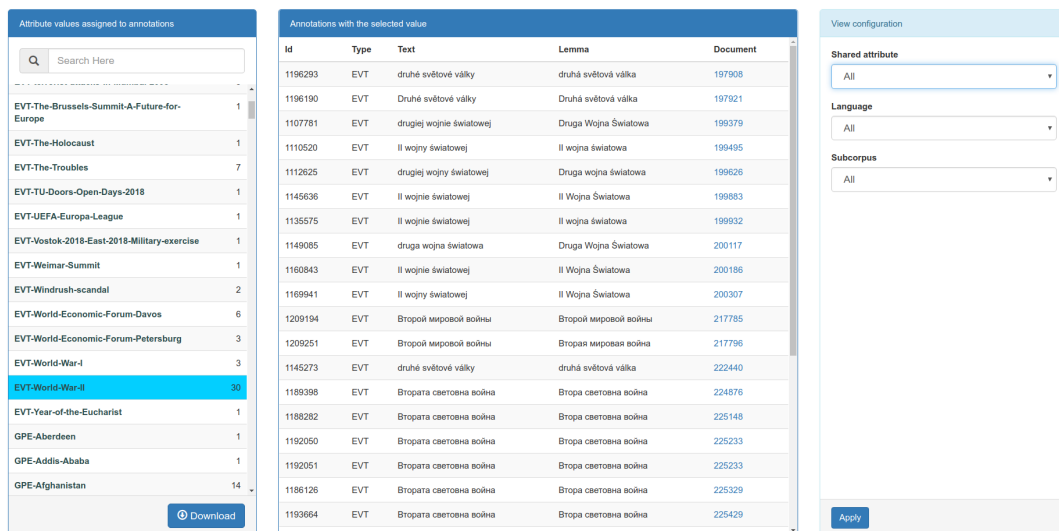 Attribute values assigned to annotations
Search Here
EVT-The-Brussels-Summit-A-Future-for-Europe 1
EVT-The-Holocaust 1
EVT-The-Troubles 7
EVT-TU-Doors-Open-Days-2018 1
EVT-UEFA-Europa-League 1
EVT-Vostok-2018-East-2018-Military-exercise 1
EVT-Weimar-Summit 1
EVT-Windrush-scandal 2
EVT-World-Economic-Forum-Davos 6
EVT-World-Economic-Forum-Petersburg 3
EVT-World-War-I 3
EVT-World-War-II 30
EVT-Year-of-the-Eucharist 1
GPE-Aberdeen 1
GPE-Addis-Ababa 1
GPE-Afghanistan 14
Download
Annotations with the selected value
Id Type Text Lemma Document
1196293 EVT druhé světové války druhá světová válka 197908
1196190 EVT Druhé světové války Druhá světová válka 197921
1107781 EVT drugiej wojnie światowej Druga Wojna Światowa 199379
1110520 EVT II wojny światowej II wojna światowa 199495
1112625 EVT drugiej wojny światowej Druga wojna światowa 199626
1145636 EVT II wojnie światowej II Wojna Światowa 199883
1135575 EVT II wojnie światowej II wojna światowa 199932
1149085 EVT druga wojna światowa Druga Wojna Światowa 200117
1160843 EVT II wojnie światowej II Wojna Światowa 200186
1169941 EVT II wojny światowej II Wojna Światowa 200307
1209194 EVT Второй мировой войны Второй мировой войны 217785
1209251 EVT Второй мировой войны Вторая мировая война 217796
1145273 EVT druhé světové války druhá světová válka 222440
1189398 EVT Втората световна война Втора световна война 224876
1188282 EVT Втората световна война Втора световна война 225148
1192050 EVT Втората световна война Втора световна война 225233
1192051 EVT Втората световна война Втора световна война 225233
1186126 EVT Втората световна война Втора световна война 225329
1193664 EVT Втората световна война Втора световна война 225429
View configuration
Shared attribute
All
Language
All
Subcorpus
All
Apply